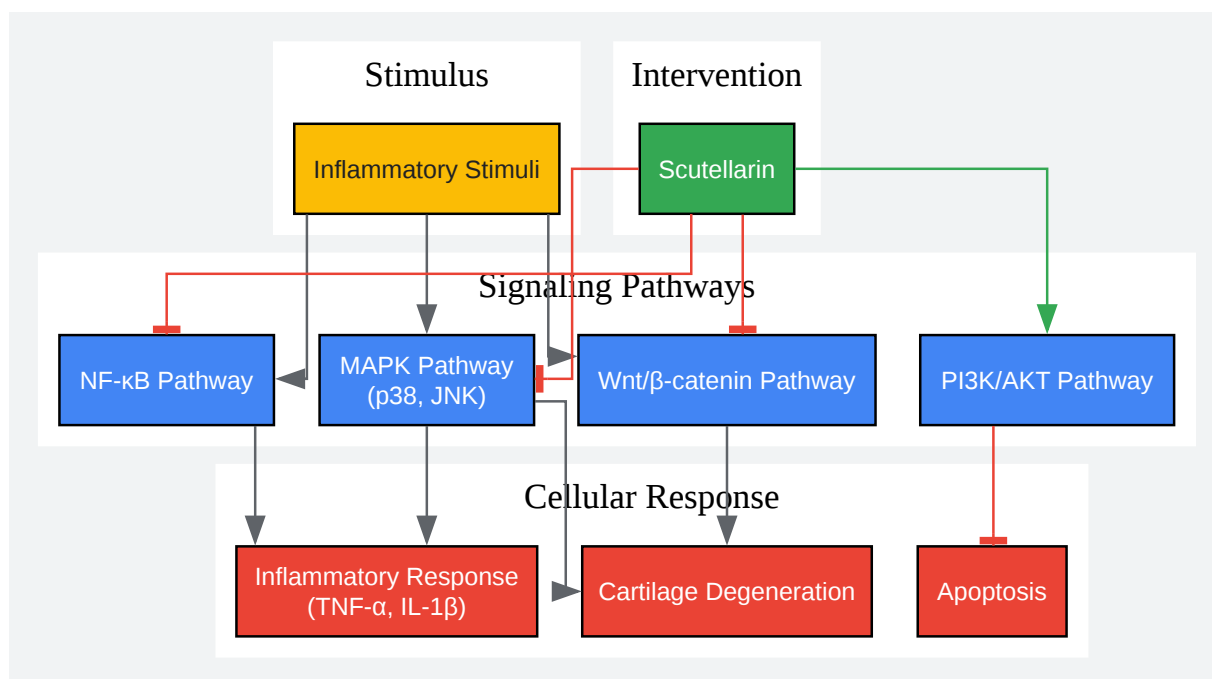 Stimulus
Intervention
Inflammatory Stimuli
Scutellarin
Signaling Pathways
NF-κB Pathway
MAPK Pathway
(p38, JNK)
Wnt/β-catenin Pathway
PI3K/AKT Pathway
Cellular Response
Inflammatory Response
(TNF-α, IL-1β)
Cartilage Degeneration
Apoptosis